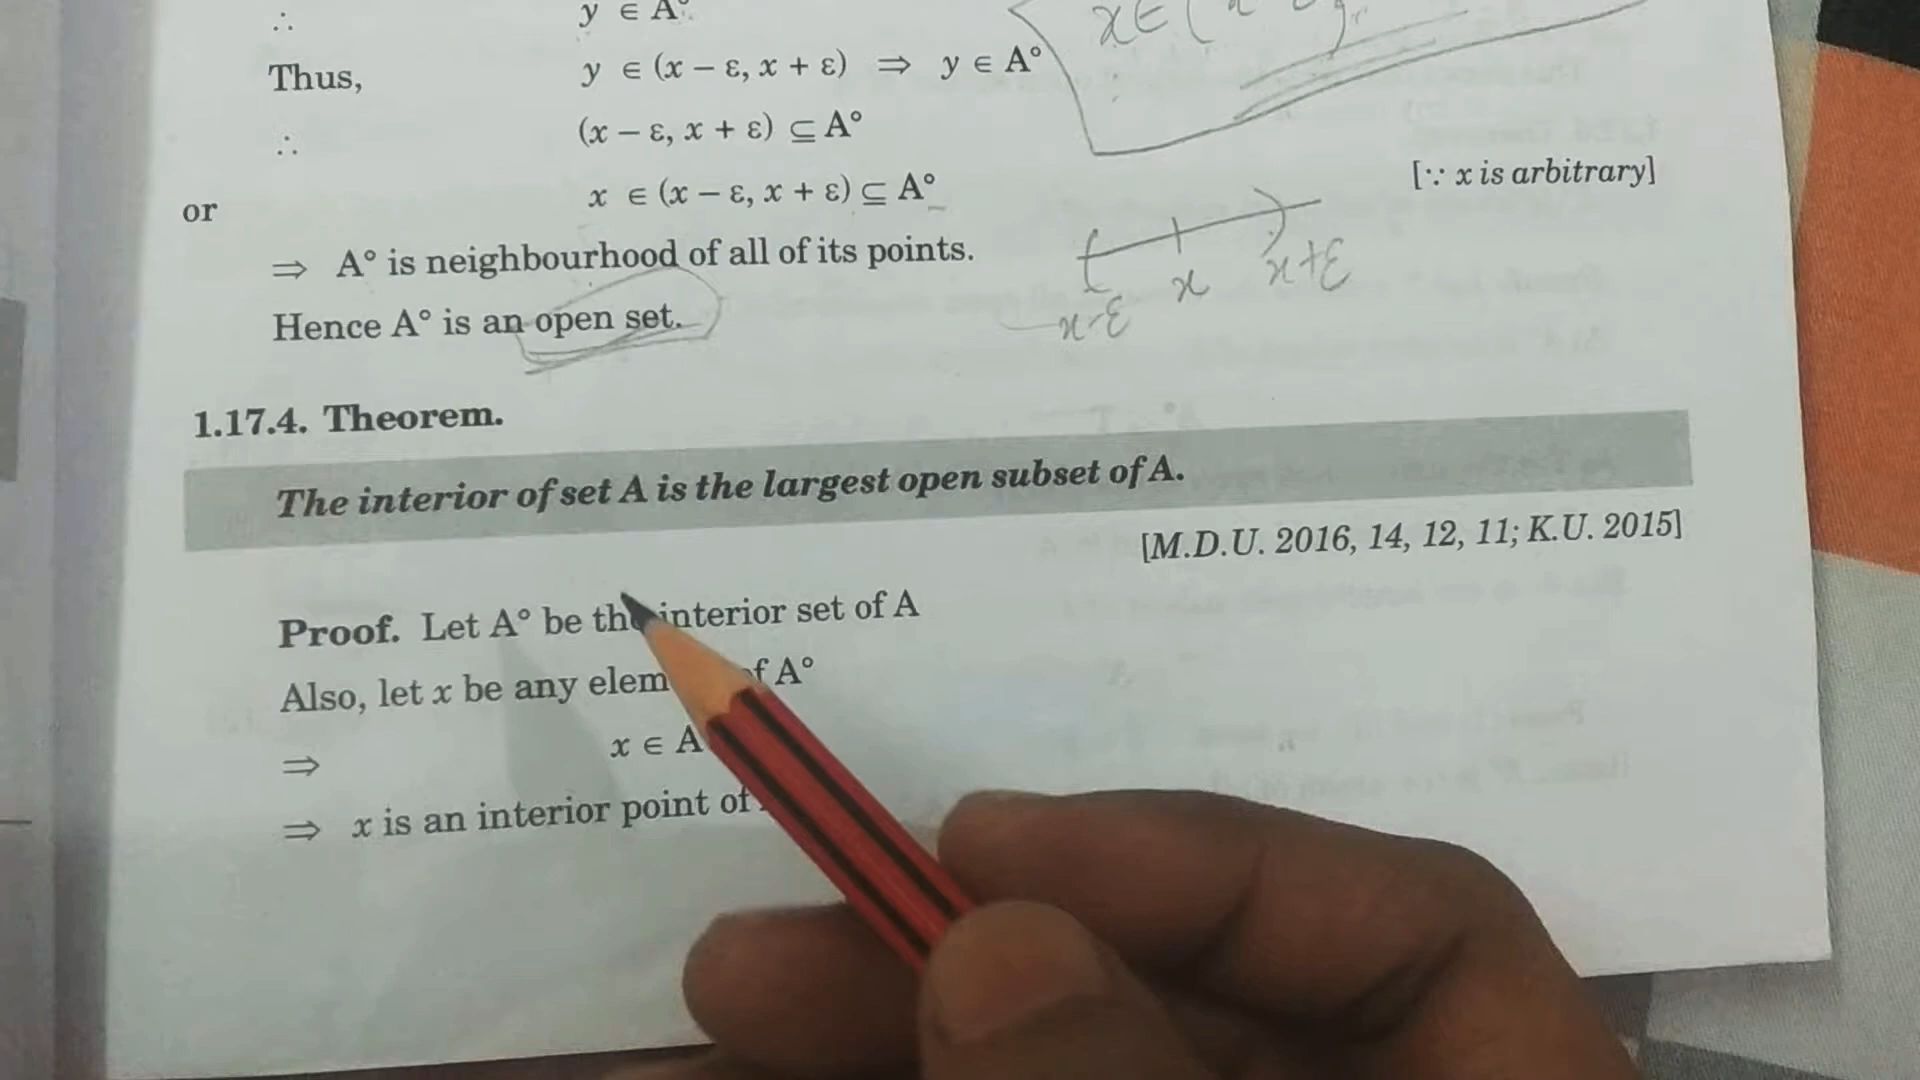 ∴ y ∈ A°
Thus, y ∈ (x – ε, x + ε) ⇒ y ∈ A°
∴ (x – ε, x + ε) ⊆ A°
or x ∈ (x – ε, x + ε) ⊆ A° [∵ x is arbitrary]
⇒ A° is neighbourhood of all of its points.
Hence A° is an open set.
x-ε x x+ε
1.17.4. Theorem.
The interior of set A is the largest open subset of A.
[M.D.U. 2016, 14, 12, 11; K.U. 2015]
Proof. Let A° be the interior set of A
Also, let x be any elem f A°
⇒ x ∈ A
⇒ x is an interior point of